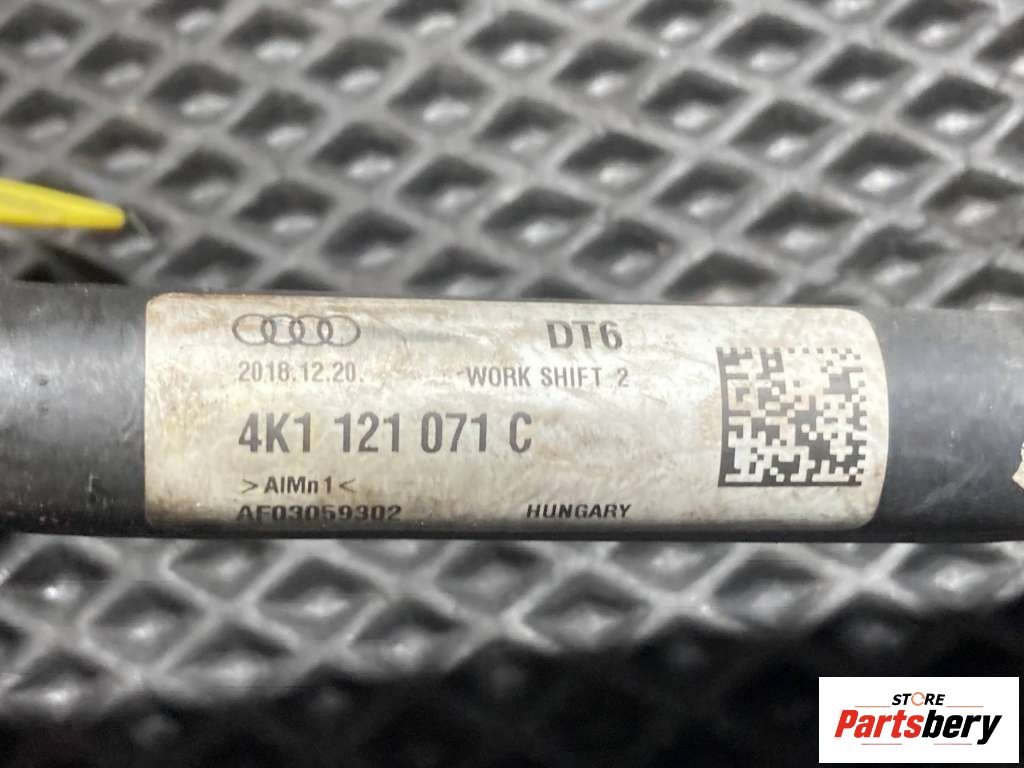 DT6
2018.12.20.
WORK SHIFT 2
4K1 121 071 C
>AlMn1<
AF03059302
HUNGARY
STORE
Partsbery